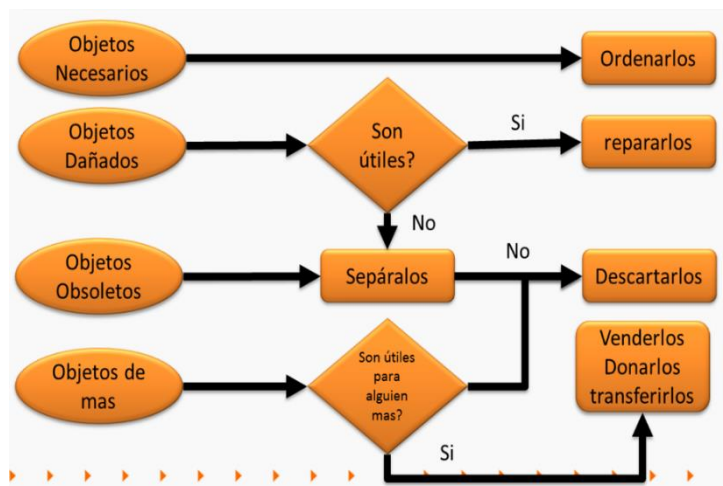 Objetos
Necesarios
Ordenarlos
Objetos
Dañados
Son
útiles?
Si
repararlos
No
Objetos
Obsoletos
Sepáralos
No
Descartarlos
Objetos de
mas
Son útiles
para
alguien
mas?
Si
Venderlos
Donarlos
transferirlos